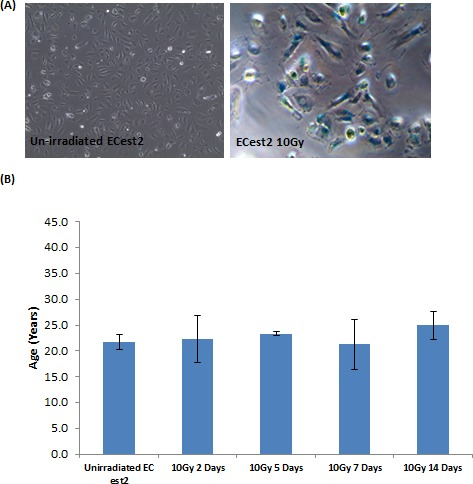 (A)
Un-irradiated ECest2
ECest2 10Gy
(B)
Age (Years)
45.0
40.0
35.0
30.0
25.0
20.0
15.0
10.0
5.0
0.0
Unirradiated EC
est2
10Gy 2 Days
10Gy 5 Days
10Gy 7 Days
10Gy 14 Days